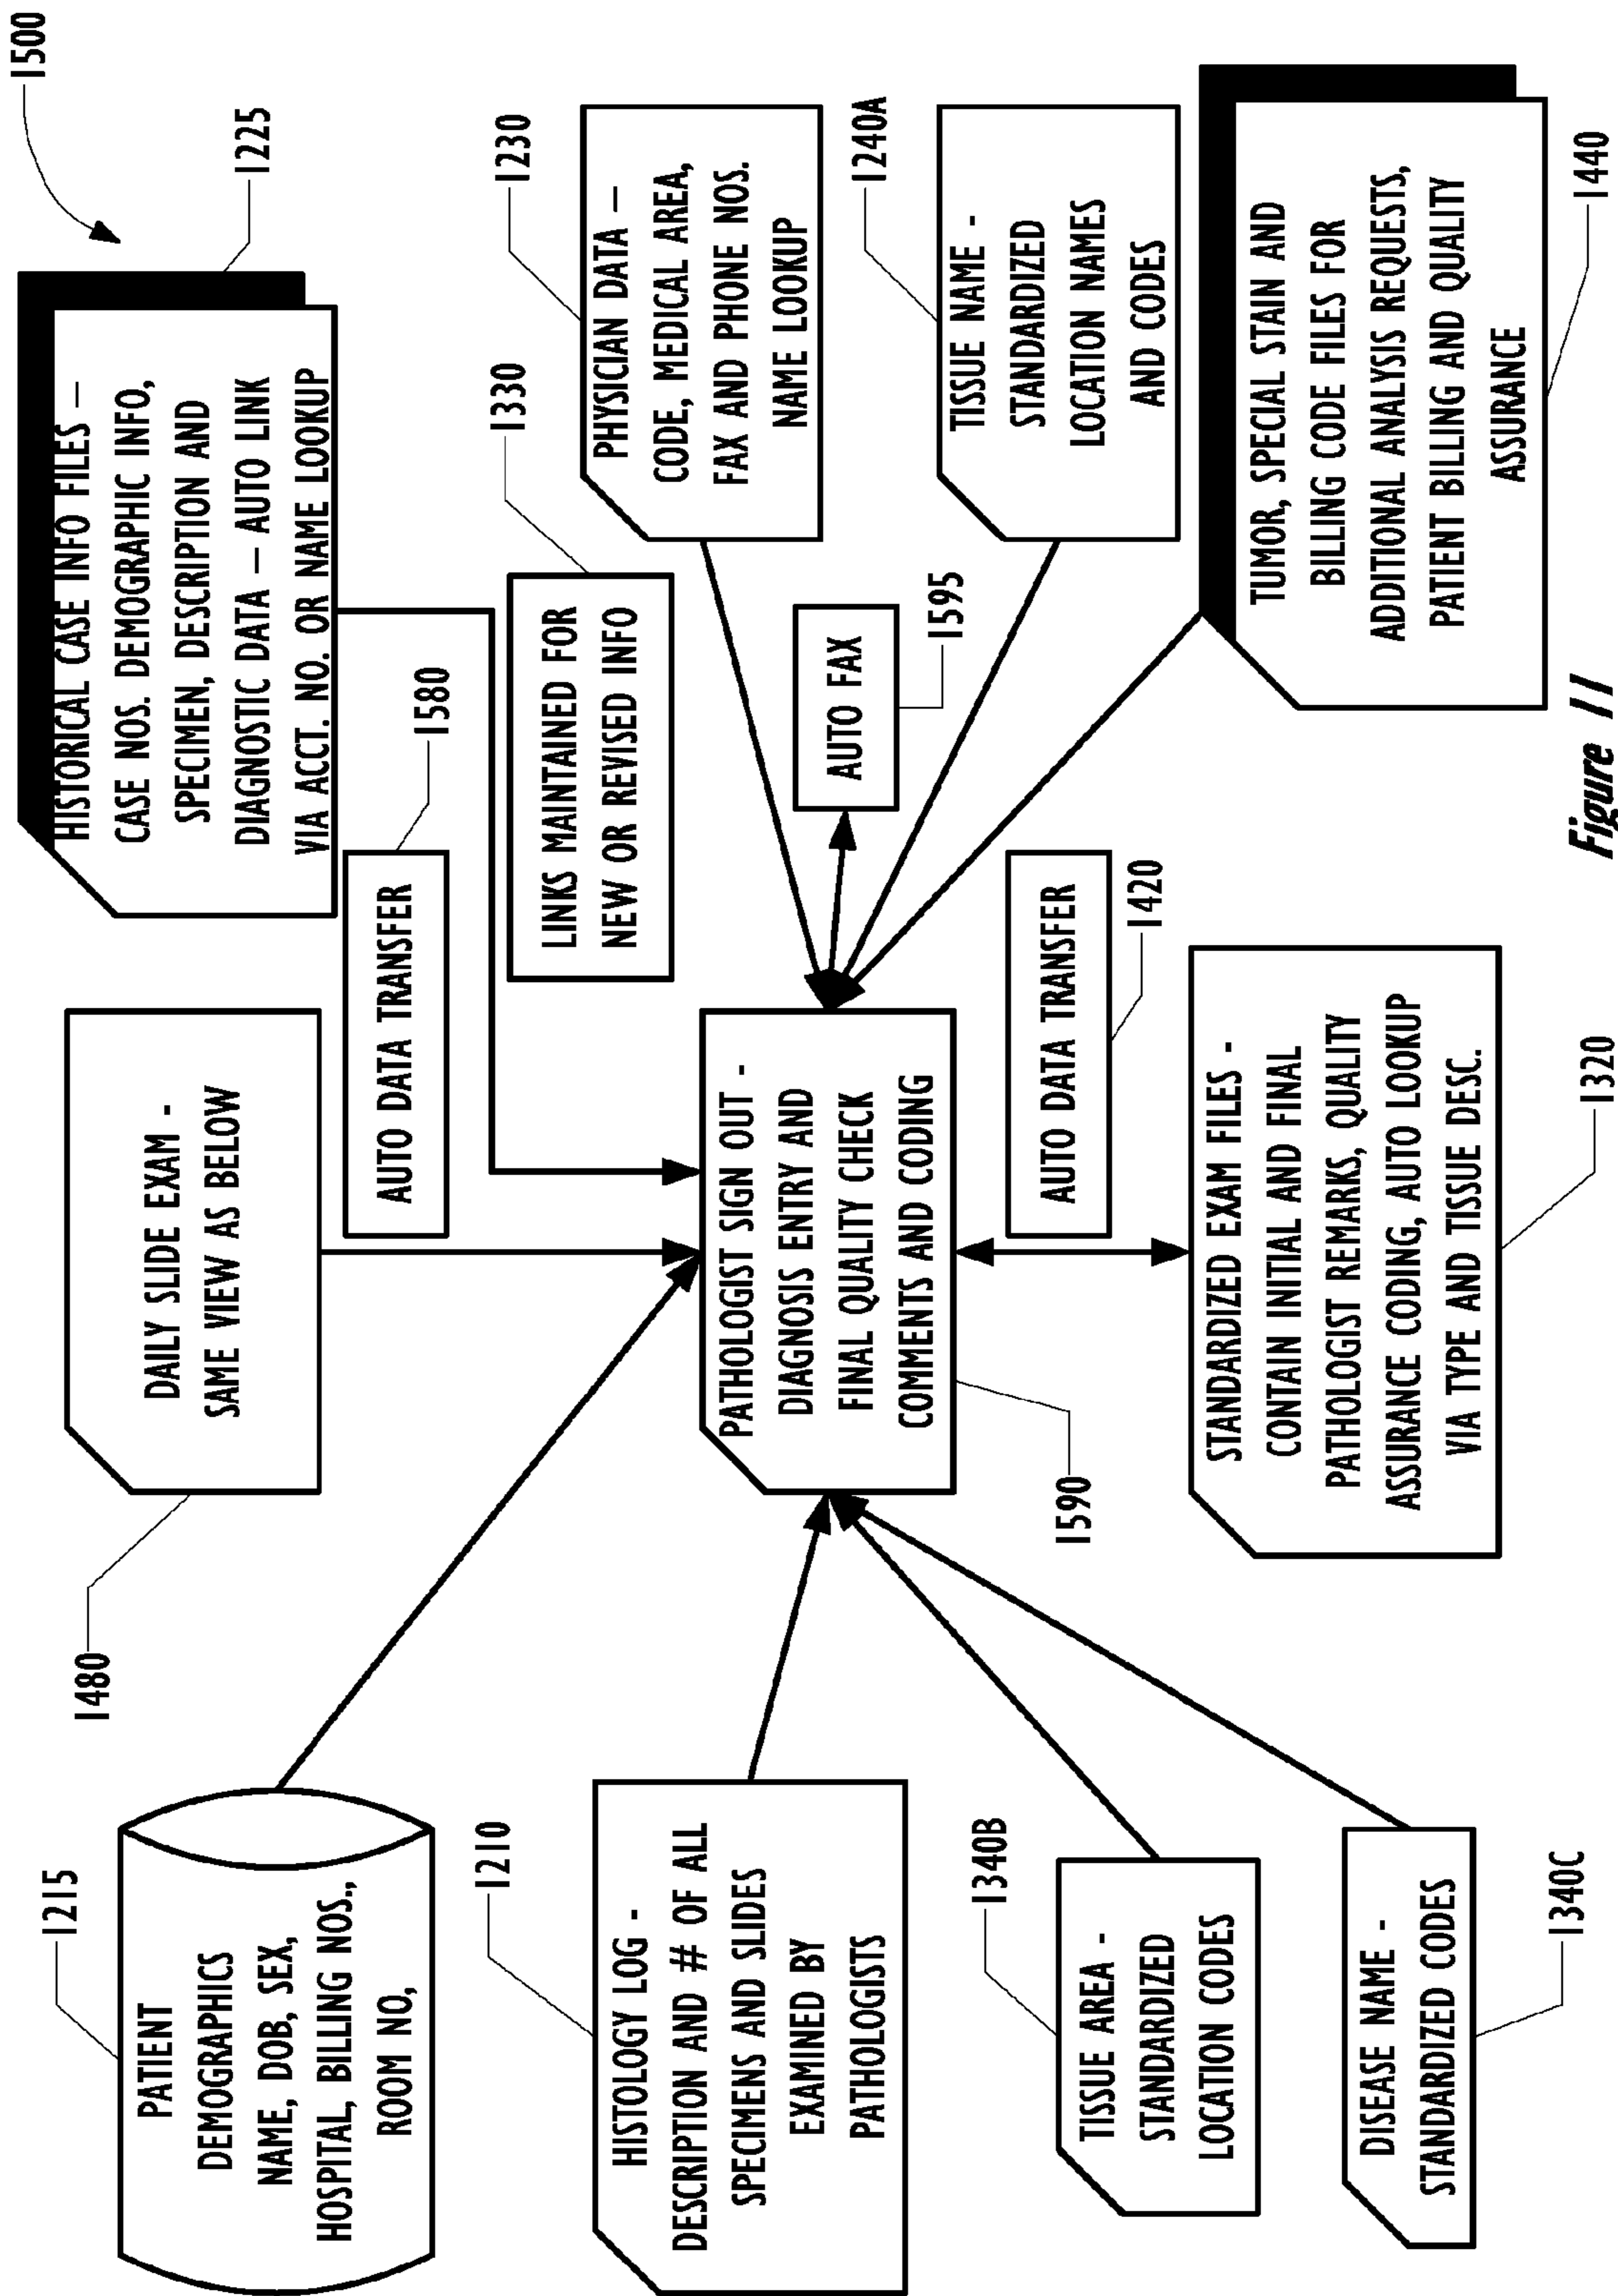 1500
1215
PATIENT
DEMOGRAPHICS
NAME, DOB, SEX,
HOSPITAL, BILLING NOS.,
ROOM NO,
1480
DAILY SLIDE EXAM -
SAME VIEW AS BELOW
HISTORICAL CASE INFO FILES –
CASE NOS. DEMOGRAPHIC INFO,
SPECIMEN, DESCRIPTION AND
DIAGNOSTIC DATA – AUTO LINK
VIA ACCT. NO. OR NAME LOOKUP
1225
AUTO DATA TRANSFER
1580
1210
HISTOLOGY LOG -
DESCRIPTION AND # OF ALL
SPECIMENS AND SLIDES
EXAMINED BY
PATHOLOGISTS
LINKS MAINTAINED FOR
NEW OR REVISED INFO
1330
PHYSICIAN DATA –
CODE, MEDICAL AREA,
FAX AND PHONE NOS.
NAME LOOKUP
1230
PATHOLOGIST SIGN OUT -
DIAGNOSIS ENTRY AND
FINAL QUALITY CHECK
COMMENTS AND CODING
1590
AUTO FAX
1595
TISSUE NAME -
STANDARDIZED
LOCATION NAMES
AND CODES
1240A
1340B
TISSUE AREA -
STANDARDIZED
LOCATION CODES
AUTO DATA TRANSFER
1420
DISEASE NAME -
STANDARDIZED CODES
1340C
STANDARDIZED EXAM FILES -
CONTAIN INITIAL AND FINAL
PATHOLOGIST REMARKS, QUALITY
ASSURANCE CODING, AUTO LOOKUP
VIA TYPE AND TISSUE DESC.
1320
TUMOR, SPECIAL STAIN AND
BILLING CODE FILES FOR
ADDITIONAL ANALYSIS REQUESTS,
PATIENT BILLING AND QUALITY
ASSURANCE
1440
Figure 11